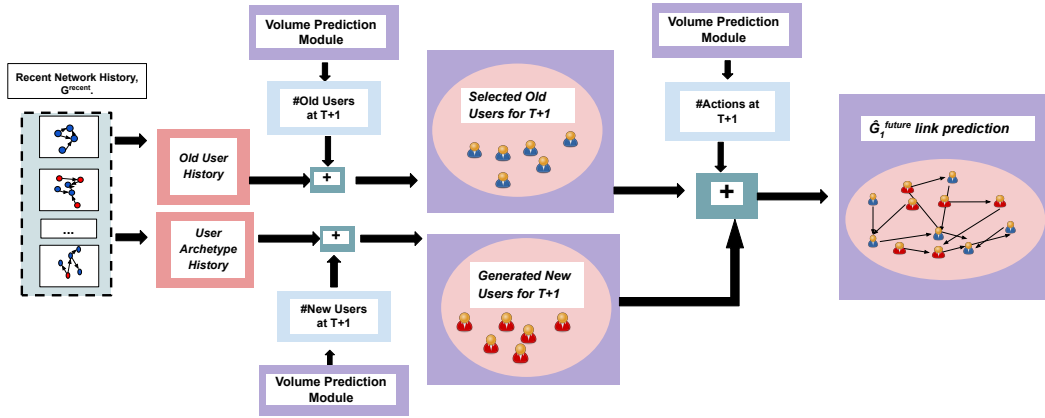 Volume Prediction
Module
Volume Prediction
Module
Recent Network History,
G^recent.
#Old Users
at T+1
Selected Old
Users for T+1
#Actions at
T+1
Ĝ₁^future link prediction
Old User
History
+
+
...
User
Archetype
History
+
Generated New
Users for T+1
#New Users
at T+1
Volume Prediction
Module